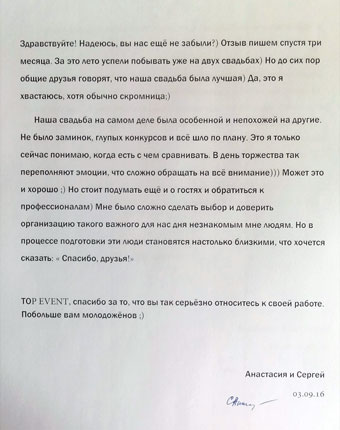 Здравствуйте! Надеюсь, вы нас ещё не забыли?) Отзыв пишем спустя три
месяца. За это лето успели побывать уже на двух свадьбах) Но до сих пор
общие друзья говорят, что наша свадьба была лучшая) Да, это я
хвастаюсь, хотя обычно скромница;)
Наша свадьба на самом деле была особенной и непохожей на другие.
Не было заминок, глупых конкурсов и всё шло по плану. Это я только
сейчас понимаю, когда есть с чем сравнивать. В день торжества так
переполняют эмоции, что сложно обращать на всё внимание))) Может это
и хорошо ;) Но стоит подумать ещё и о гостях и обратиться к
профессионалам) Мне было сложно сделать выбор и доверить
организацию такого важного для нас дня незнакомым мне людям. Но в
процессе подготовки эти люди становятся настолько близкими, что хочется
сказать: « Спасибо, друзья!»
TOP EVENT, спасибо за то, что вы так серьёзно относитесь к своей работе.
Побольше вам молодожёнов ;)
Анастасия и Сергей
03.09.16